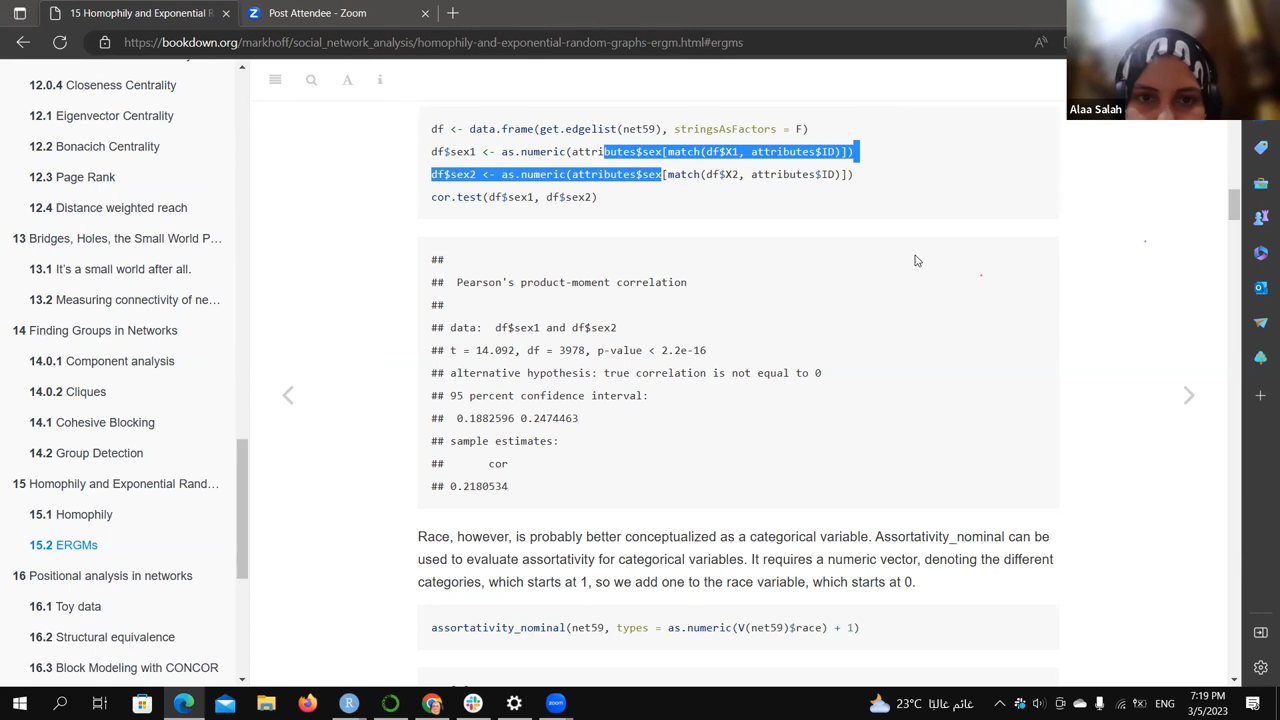 15 Homophily and Exponential R
Post Attendee - Zoom
https://bookdown.org/markhoff/social_network_analysis/homophily-and-exponential-random-graphs-ergm.html#ergms
Alaa Salah
12.0.4 Closeness Centrality
12.1 Eigenvector Centrality
12.2 Bonacich Centrality
12.3 Page Rank
12.4 Distance weighted reach
13 Bridges, Holes, the Small World P…
13.1 It's a small world after all.
13.2 Measuring connectivity of ne…
14 Finding Groups in Networks
14.0.1 Component analysis
14.0.2 Cliques
14.1 Cohesive Blocking
14.2 Group Detection
15 Homophily and Exponential Rand…
15.1 Homophily
15.2 ERGMs
16 Positional analysis in networks
16.1 Toy data
16.2 Structural equivalence
16.3 Block Modeling with CONCOR
df <- data.frame(get.edgelist(net59), stringsAsFactors = F)
df$sex1 <- as.numeric(attributes$sex[match(df$X1, attributes$ID)])
df$sex2 <- as.numeric(attributes$sex[match(df$X2, attributes$ID)])
cor.test(df$sex1, df$sex2)
##
## Pearson's product-moment correlation
##
## data: df$sex1 and df$sex2
## t = 14.092, df = 3978, p-value < 2.2e-16
## alternative hypothesis: true correlation is not equal to 0
## 95 percent confidence interval:
## 0.1882596 0.2474463
## sample estimates:
## cor
## 0.2180534
Race, however, is probably better conceptualized as a categorical variable. Assortativity_nominal can be
used to evaluate assortativity for categorical variables. It requires a numeric vector, denoting the different
categories, which starts at 1, so we add one to the race variable, which starts at 0.
assortativity_nominal(net59, types = as.numeric(V(net59)$race) + 1)
23°C غائم غالبًا
ENG
7:19 PM
3/5/2023